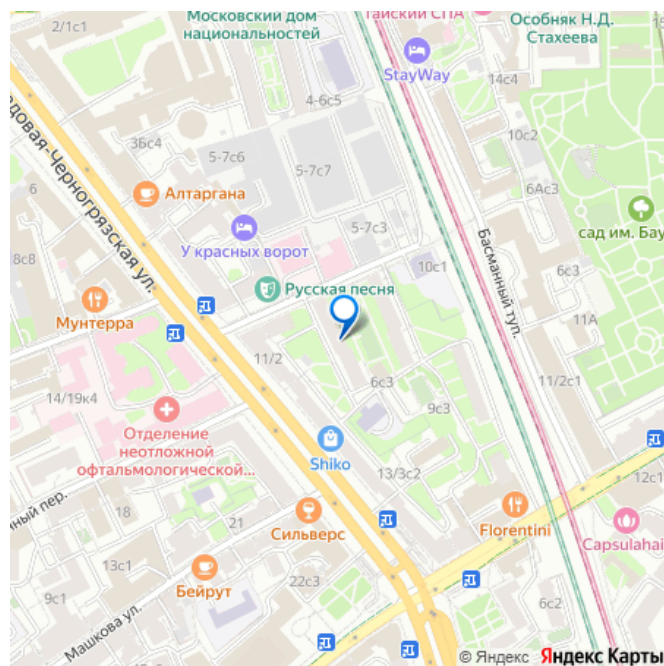 2/1с1
Московский дом
национальностей
тайский СПА
Особняк Н.Д.
Стахеева
StayWay
14с4
4-6с5
10с2
3Бс4
5-7с6
5-7с7
6Ас3
6
Алтаргана
довая-Черногрязская ул.
5-7с3
сад им. Бау
У красных ворот
8с8
10с1
Басманный туп.
6с3
Русская песня
Мунтерра
11А
11/2
6с3
11/2с1
14/19к4
9с3
Отделение
неотложной
офтальмологической...
Shiko
13/3с2
12с1
нный пер.
18
21
Сильверс
Florentini
Capsulahai
13с1
Бейрут
22с3
9с1
6с2
Машкова ул.
© Яндекс Яндекс Карты